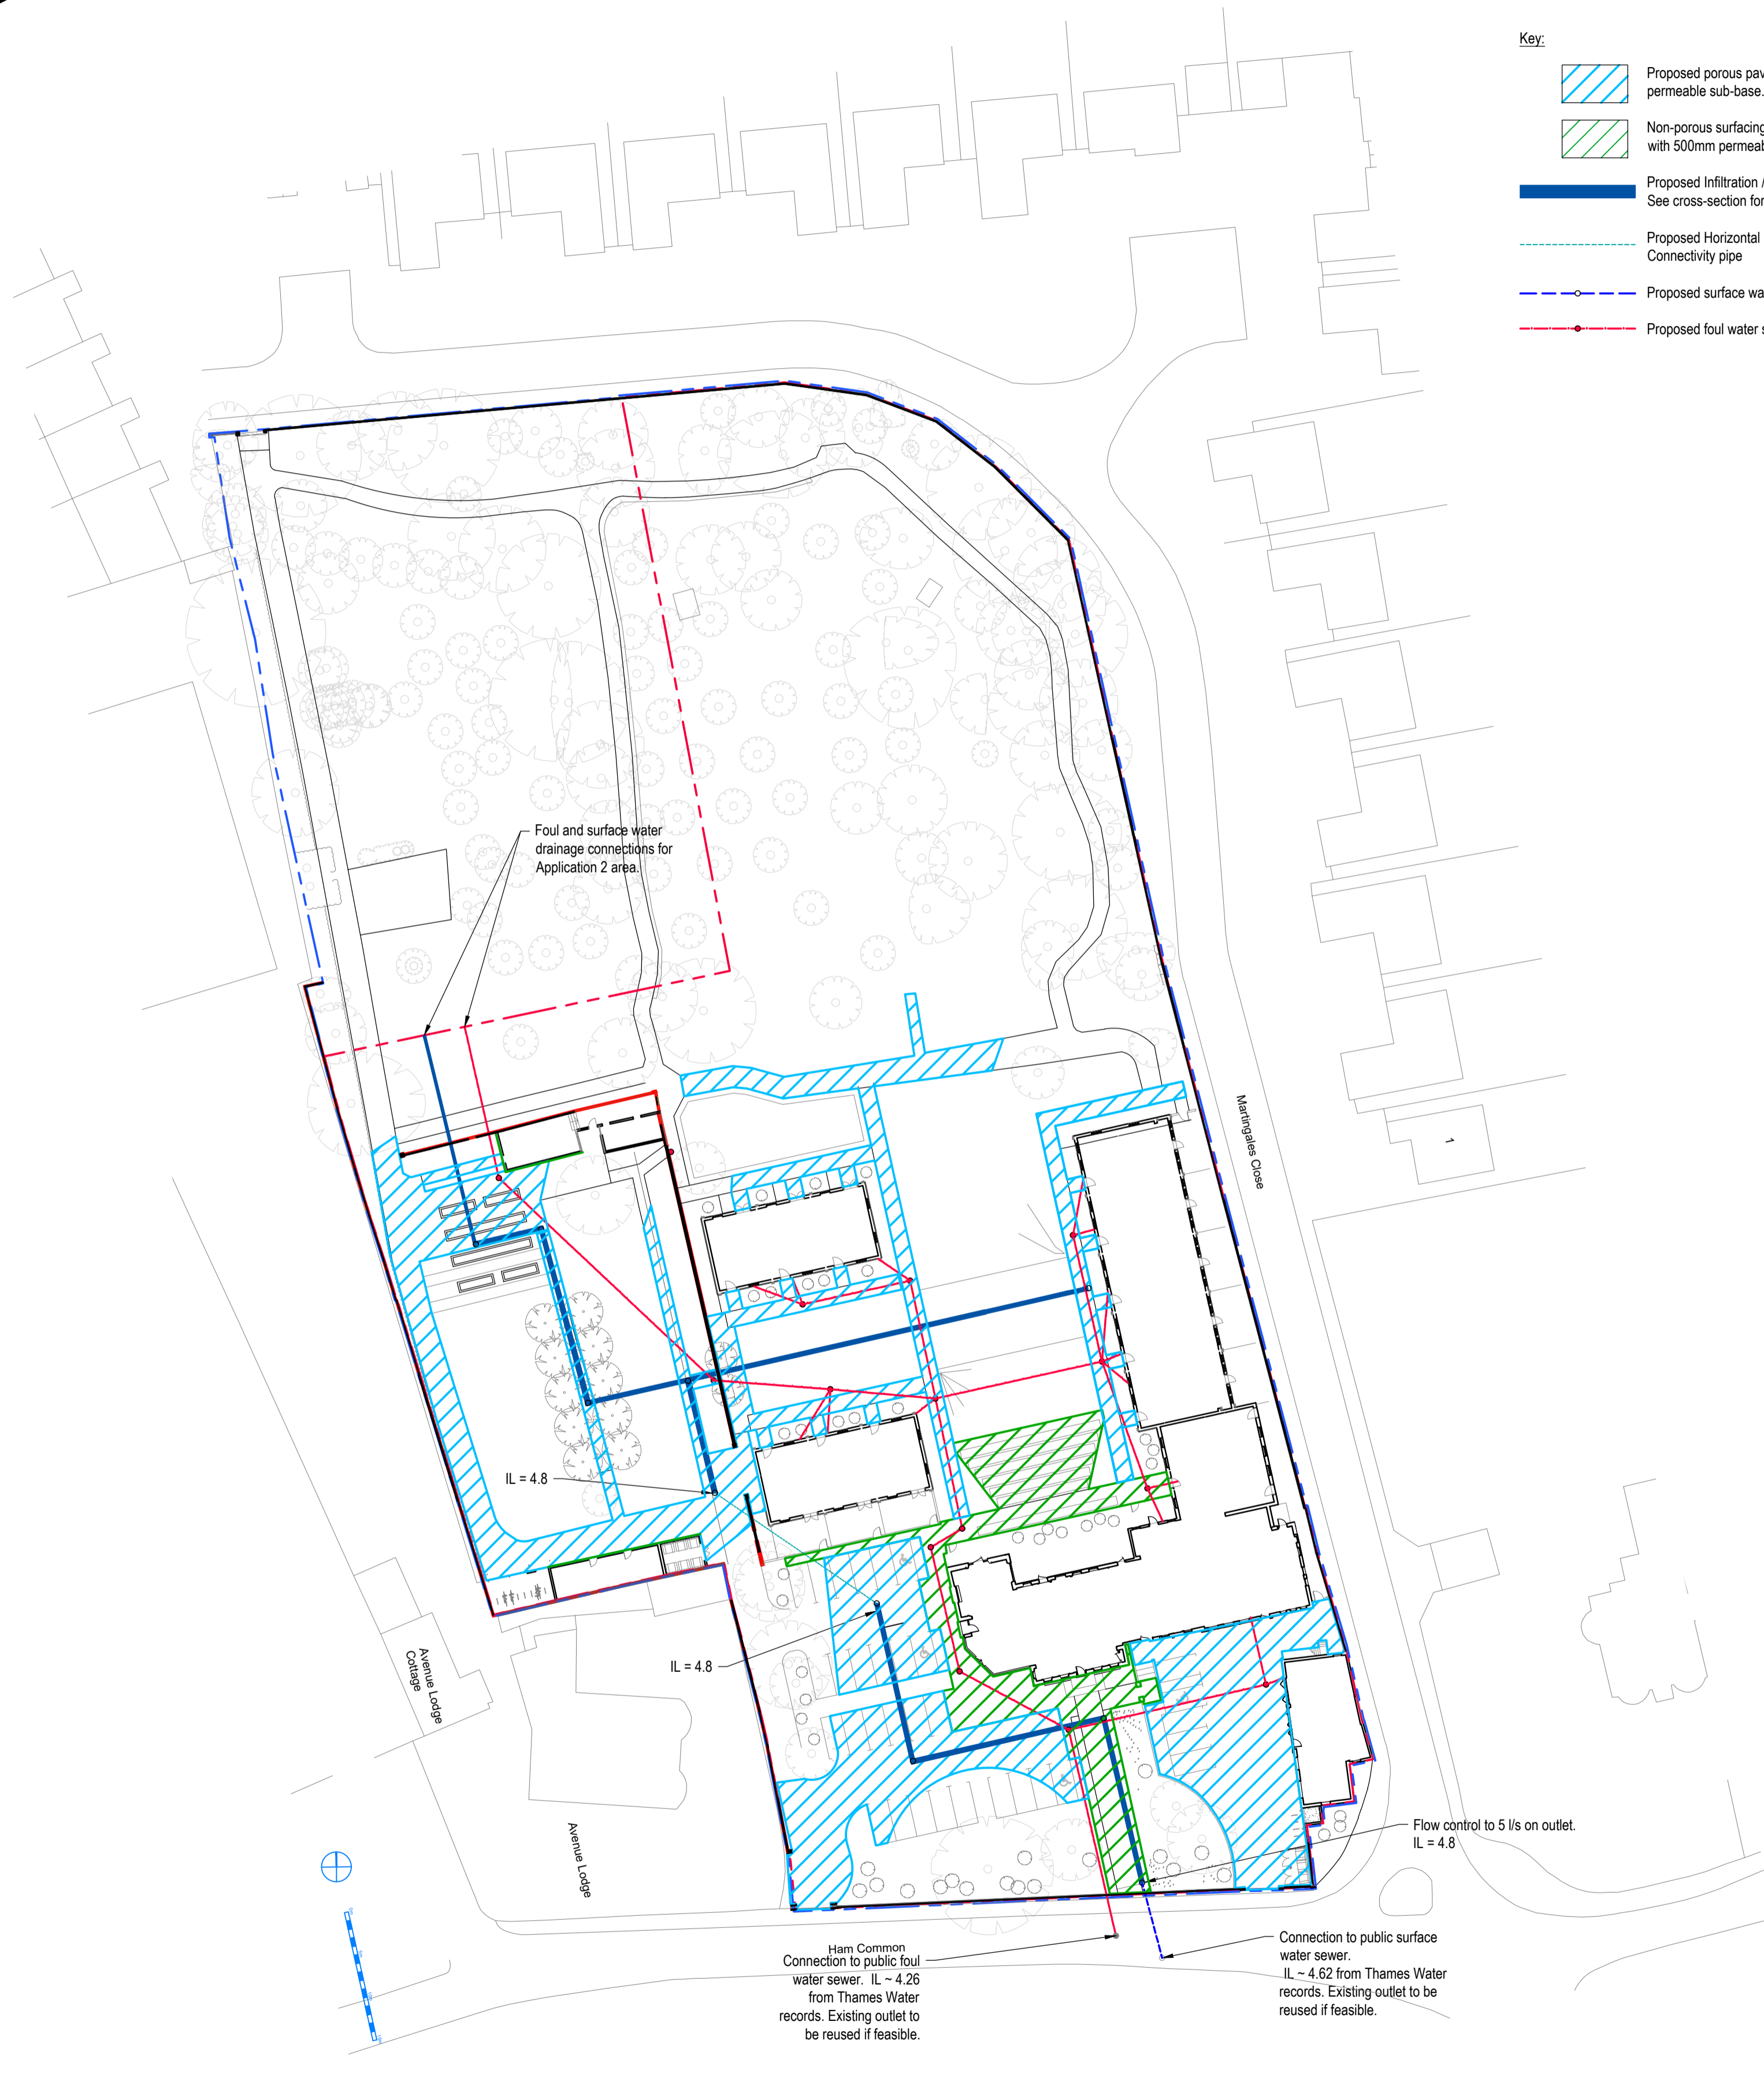 Key:
Proposed porous pav
permeable sub-base.
Non-porous surfacing
with 500mm permeab
Proposed Infiltration /
See cross-section for
Proposed Horizontal
Connectivity pipe
Proposed surface wa
Proposed foul water s
Foul and surface water
drainage connections for
Application 2 area.
Martingales Close
1
IL = 4.8
IL = 4.8
Avenue Lodge
Cottage
Avenue Lodge
Flow control to 5 l/s on outlet.
IL = 4.8
Ham Common
Connection to public foul
water sewer. IL ~ 4.26
from Thames Water
records. Existing outlet to
be reused if feasible.
Connection to public surface
water sewer.
IL ~ 4.62 from Thames Water
records. Existing outlet to be
reused if feasible.